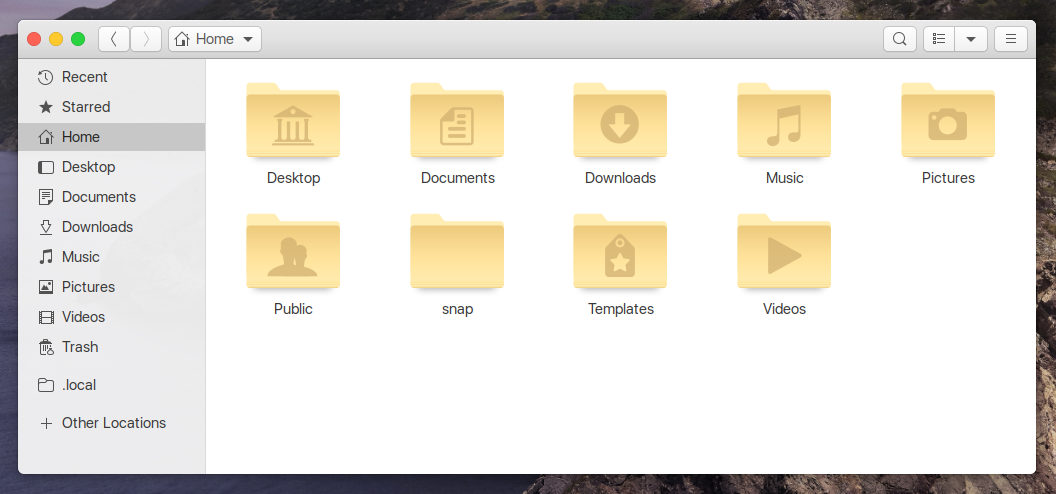 Home
Recent
Starred
Home
Desktop
Documents
Downloads
Music
Pictures
Videos
Trash
.local
Other Locations
Desktop Documents Downloads Music Pictures
Public snap Templates Videos